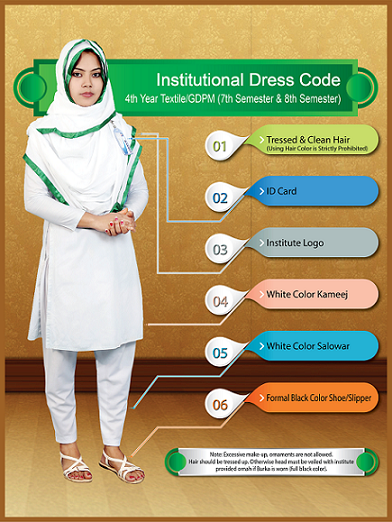 Institutional Dress Code
4th Year Textile/GDPM (7th Semester & 8th Semester)
01 Tressed & Clean Hair
(Using Hair Color is Strictly Prohibited)
02 ID Card
03 Institute Logo
04 White Color Kameej
05 White Color Salowar
06 Formal Black Color Shoe/Slipper
Note: Excessive make-up, ornaments are not allowed.
Hair should be tressed up. Otherwise head must be veiled with institute
provided ornah if Burka is worn (full black color).